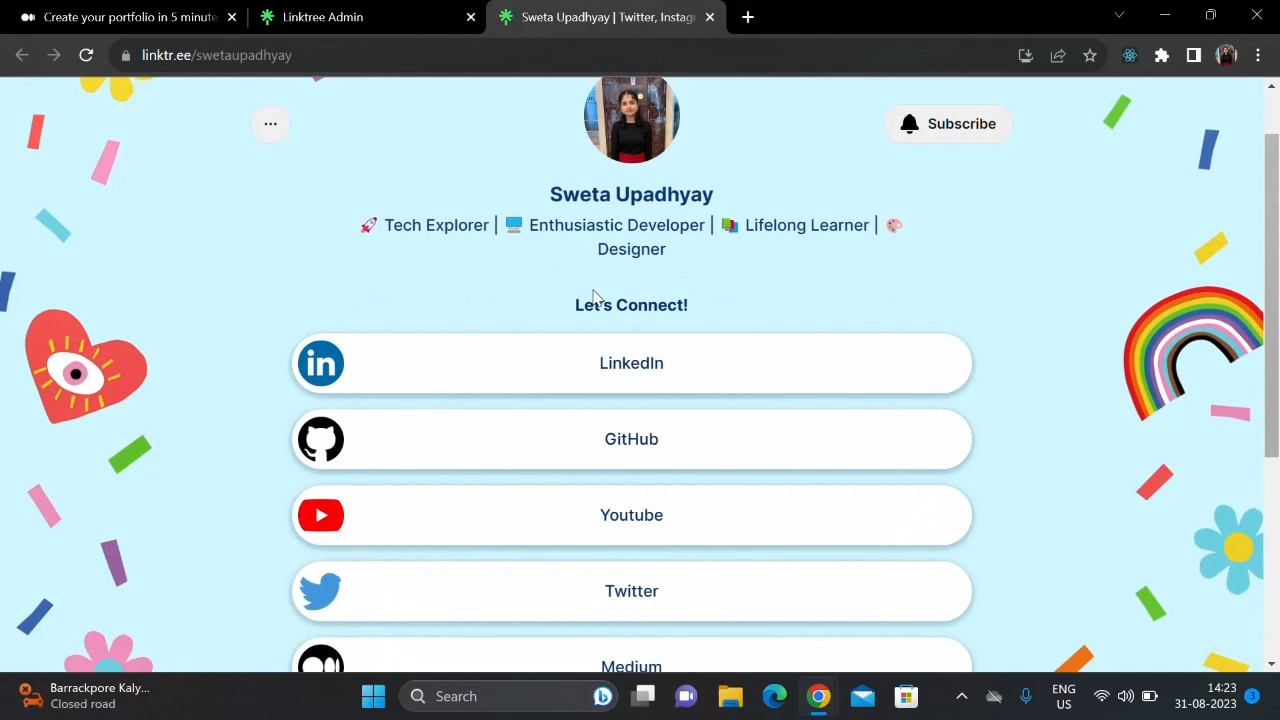 Create your portfolio in 5 minute
Linktree Admin
Sweta Upadhyay | Twitter, Instag
linktr.ee/swetaupadhyay
...
Subscribe
Sweta Upadhyay
🚀 Tech Explorer | 💻 Enthusiastic Developer | 📚 Lifelong Learner | 🎨
Designer
Let's Connect!
in
LinkedIn
GitHub
Youtube
Twitter
Medium
Barrackpore Kaly...
Closed road
Search
ENG
US
14:23
31-08-2023
3